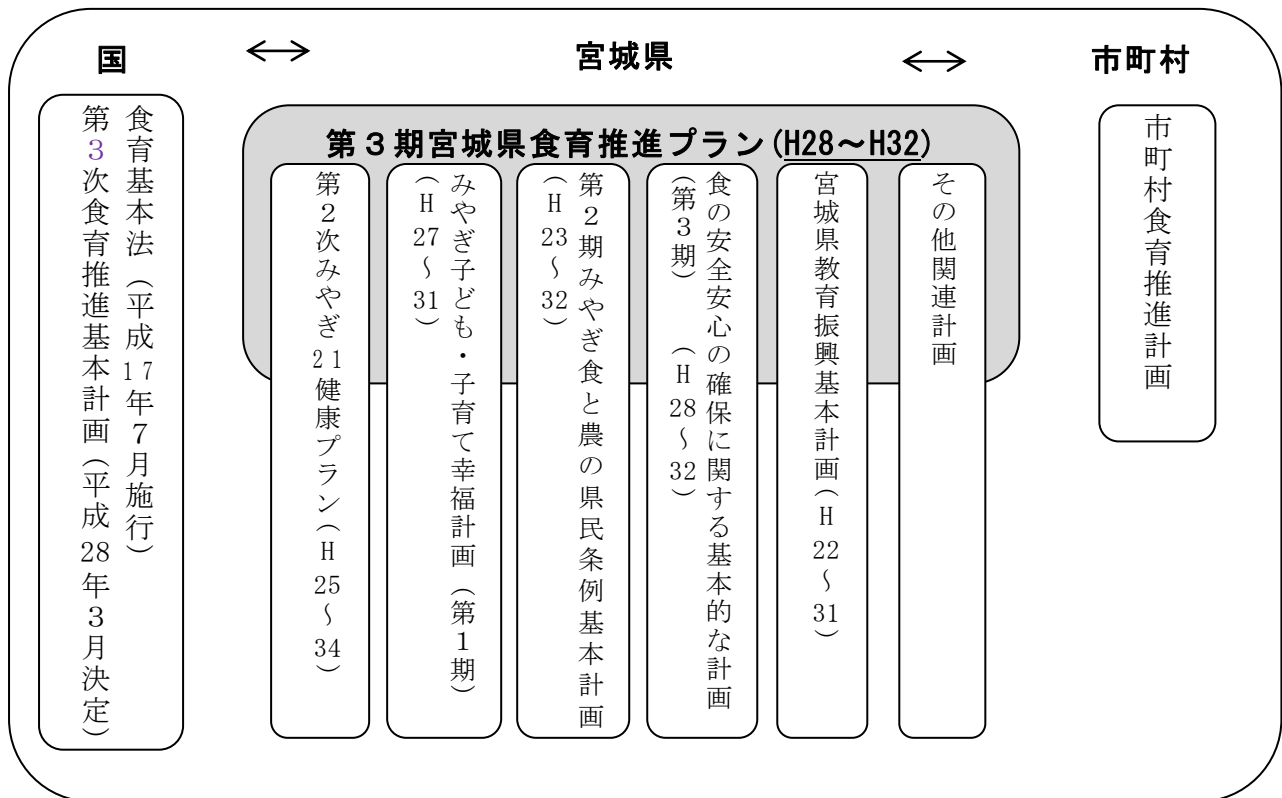 国
↔
宮城県
↔
市町村
食育基本法（平成17年7月施行）
第３次食育推進基本計画（平成28年３月決定）
第３期宮城県食育推進プラン(H28～H32)
第２次みやぎ21健康プラン（H25～34）
みやぎ子ども・子育て幸福計画（第１期）
（H27～31）
第２期みやぎ食と農の県民条例基本計画
（H23～32）
食の安全安心の確保に関する基本的な計画
（第３期）　（H28～32）
宮城県教育振興基本計画（H22～31）
その他関連計画
市町村食育推進計画